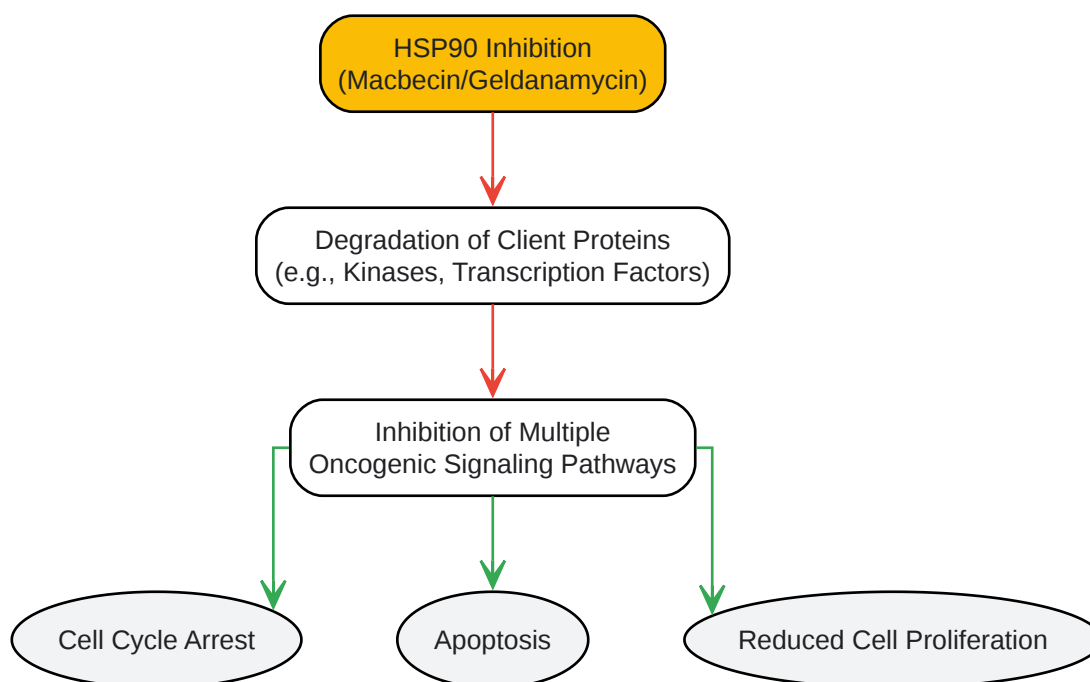 HSP90 Inhibition
(Macbecin/Geldanamycin)
Degradation of Client Proteins
(e.g., Kinases, Transcription Factors)
Inhibition of Multiple
Oncogenic Signaling Pathways
Cell Cycle Arrest
Apoptosis
Reduced Cell Proliferation